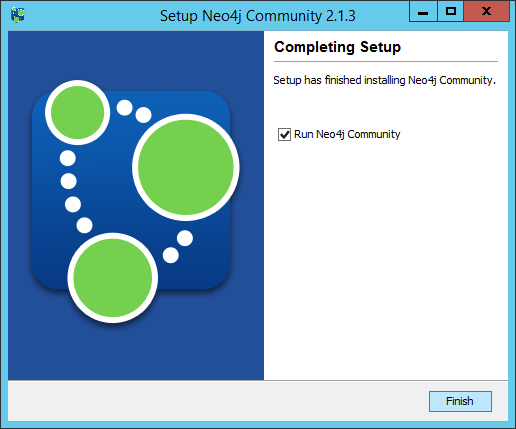 Setup Neo4j Community 2.1.3
Completing Setup
Setup has finished installing Neo4j Community.
Run Neo4j Community
Finish